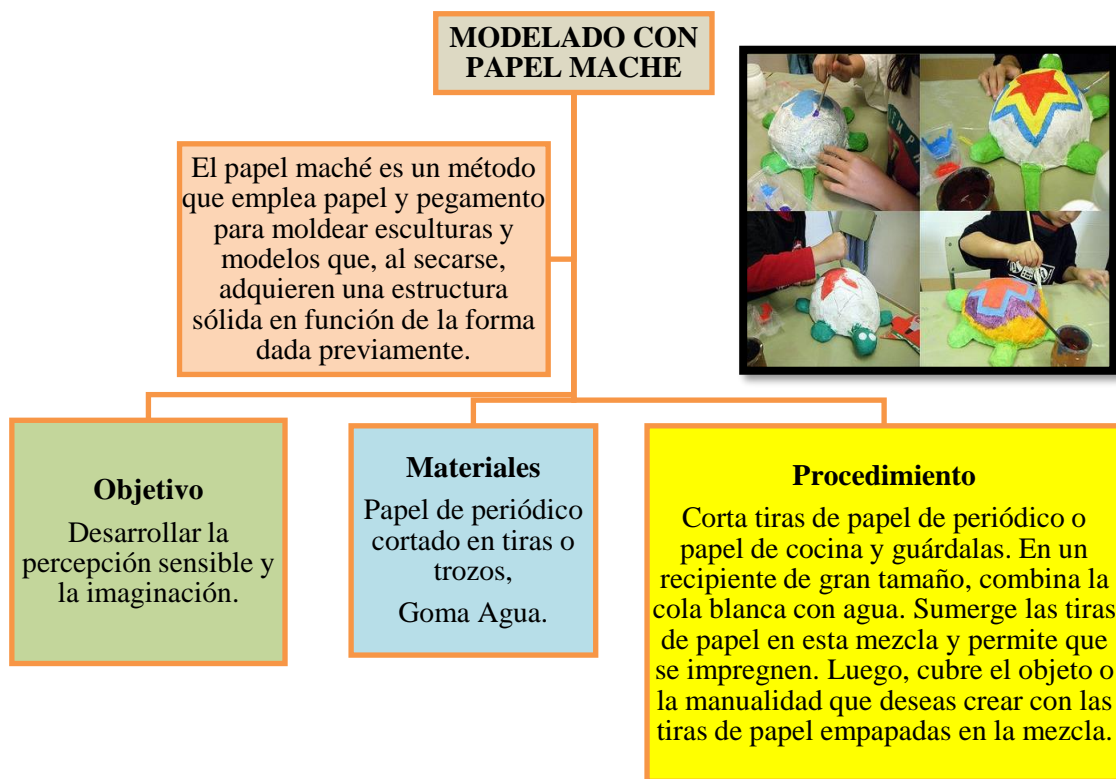 MODELADO CON
PAPEL MACHE
El papel maché es un método
que emplea papel y pegamento
para moldear esculturas y
modelos que, al secarse,
adquieren una estructura
sólida en función de la forma
dada previamente.
Objetivo
Desarrollar la
percepción sensible y
la imaginación.
Materiales
Papel de periódico
cortado en tiras o
trozos,
Goma Agua.
Procedimiento
Corta tiras de papel de periódico o
papel de cocina y guárdalas. En un
recipiente de gran tamaño, combina la
cola blanca con agua. Sumerge las tiras
de papel en esta mezcla y permite que
se impregnen. Luego, cubre el objeto o
la manualidad que deseas crear con las
tiras de papel empapadas en la mezcla.